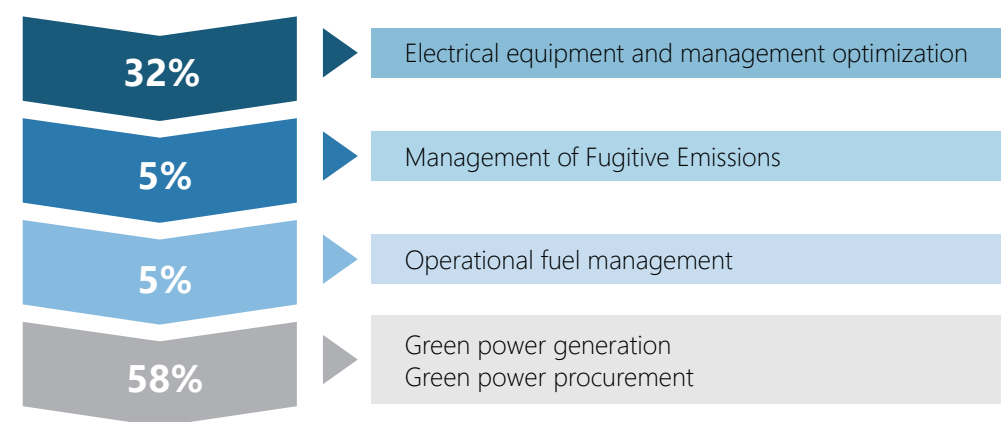 32%
Electrical equipment and management optimization
5%
Management of Fugitive Emissions
5%
Operational fuel management
58%
Green power generation
Green power procurement